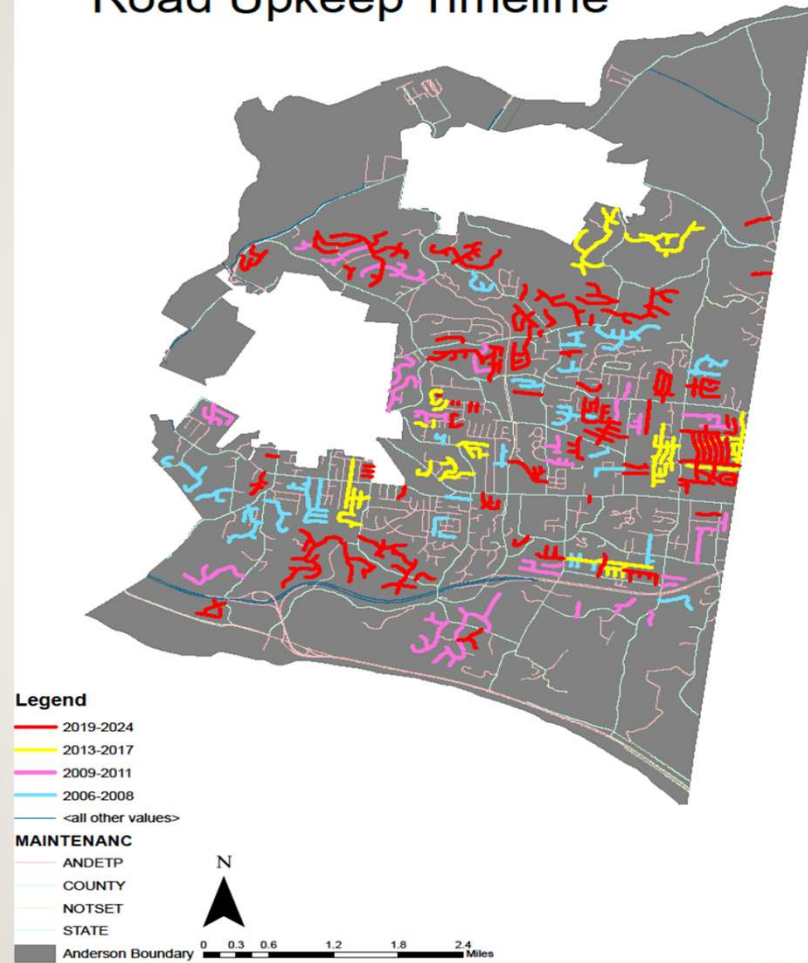 Road Upkeep Timeline
Legend
2019-2024
2013-2017
2009-2011
2006-2008
<all other values>
MAINTENANC
ANDETP
COUNTY
NOTSET
STATE
Anderson Boundary
N
0 0.3 0.6 1.2 1.8 2.4
Miles